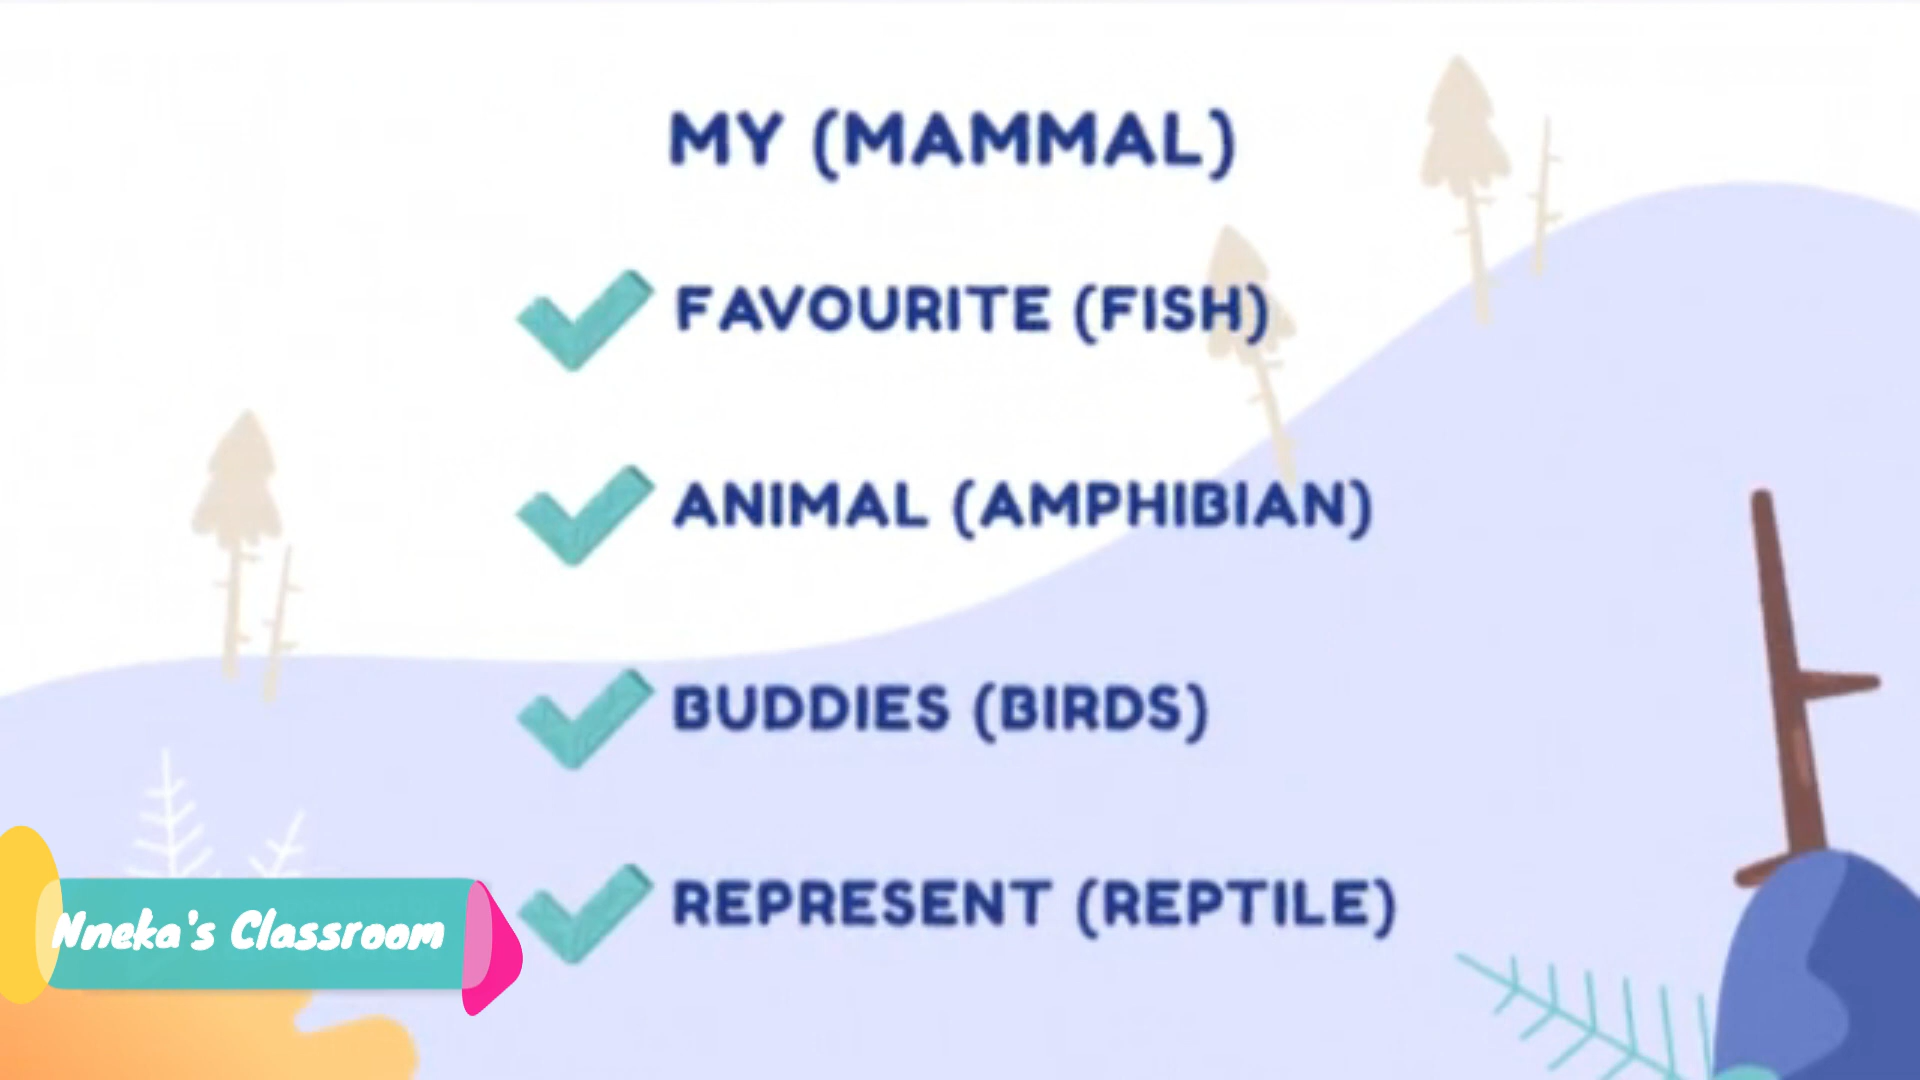 MY (MAMMAL)
FAVOURITE (FISH)
ANIMAL (AMPHIBIAN)
BUDDIES (BIRDS)
REPRESENT (REPTILE)
Nneka's Classroom